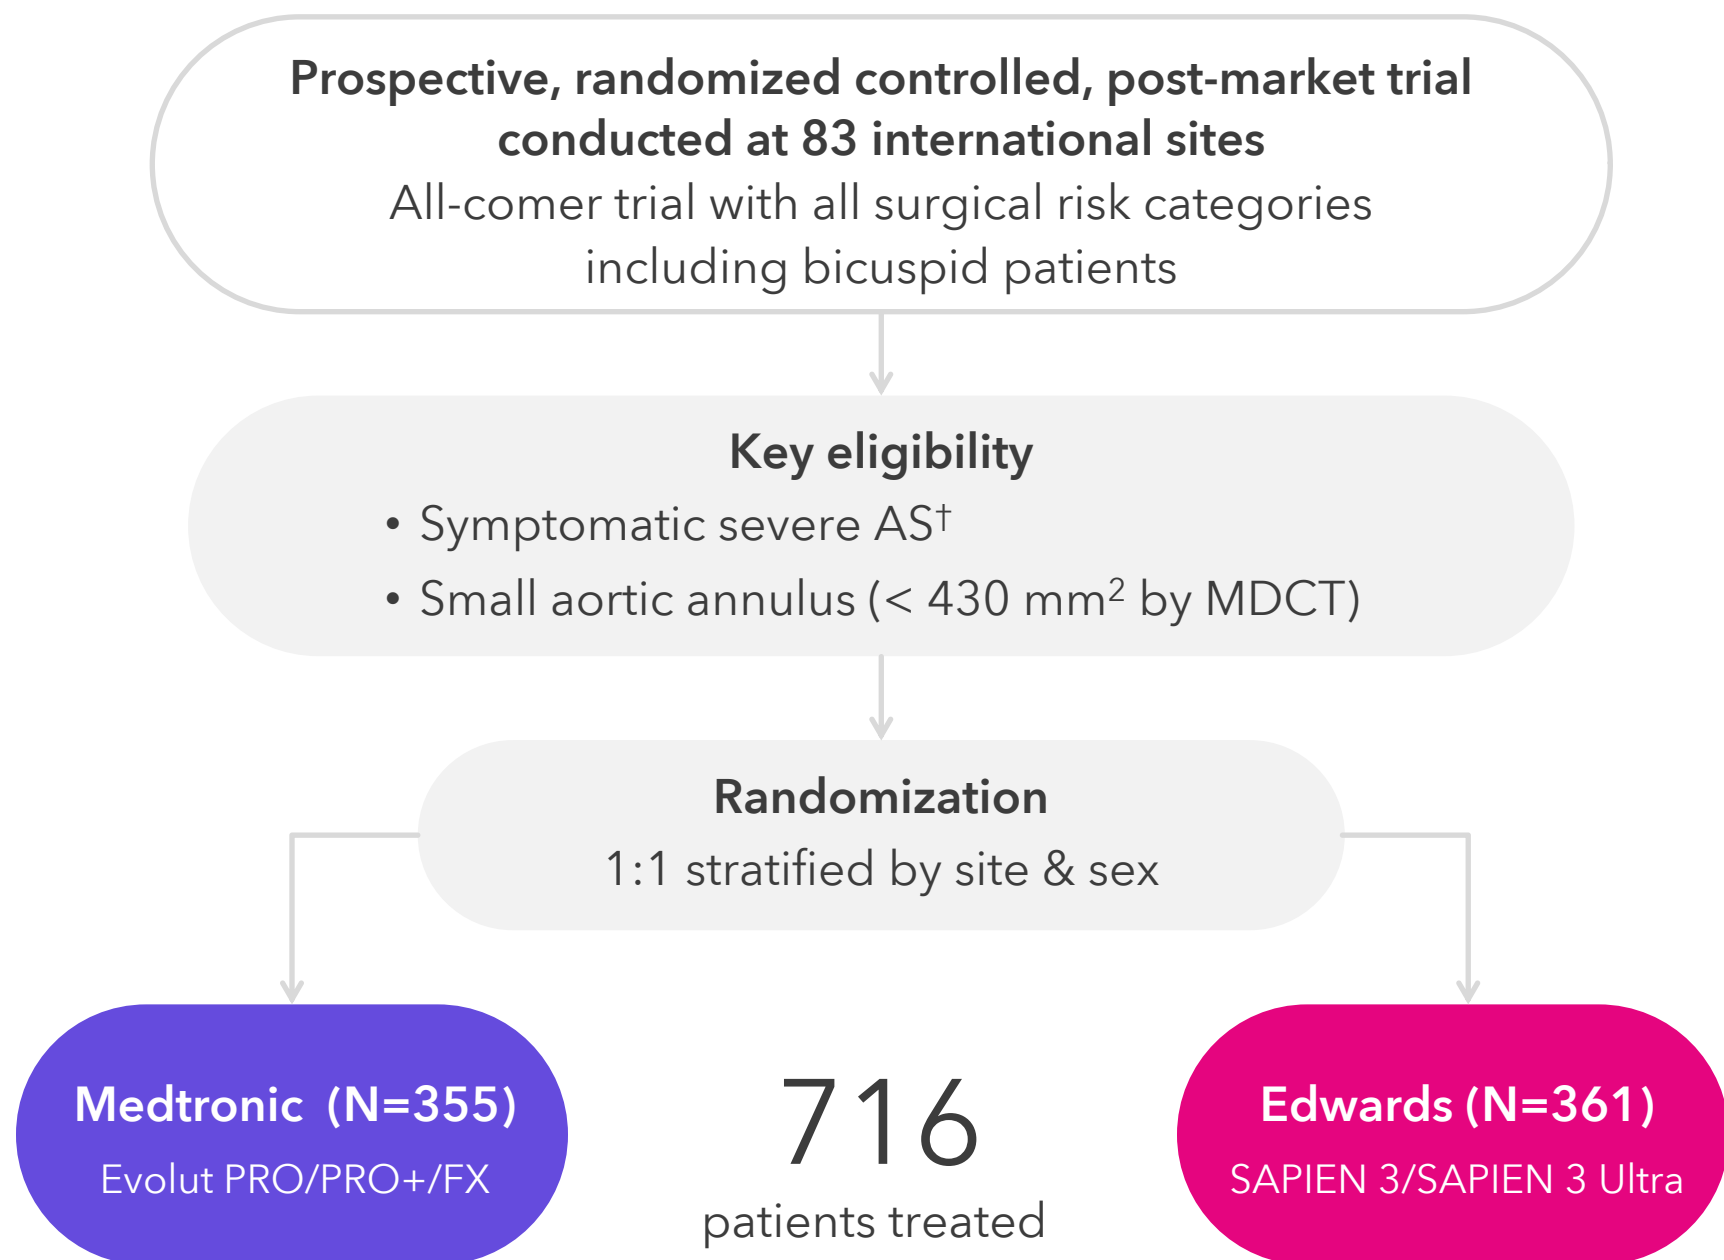 Prospective, randomized controlled, post-market trial
conducted at 83 international sites
All-comer trial with all surgical risk categories
including bicuspid patients
Key eligibility
• Symptomatic severe AS†
• Small aortic annulus (< 430 mm² by MDCT)
Randomization
1:1 stratified by site & sex
Medtronic (N=355)
Evolut PRO/PRO+/FX
716
patients treated
Edwards (N=361)
SAPIEN 3/SAPIEN 3 Ultra